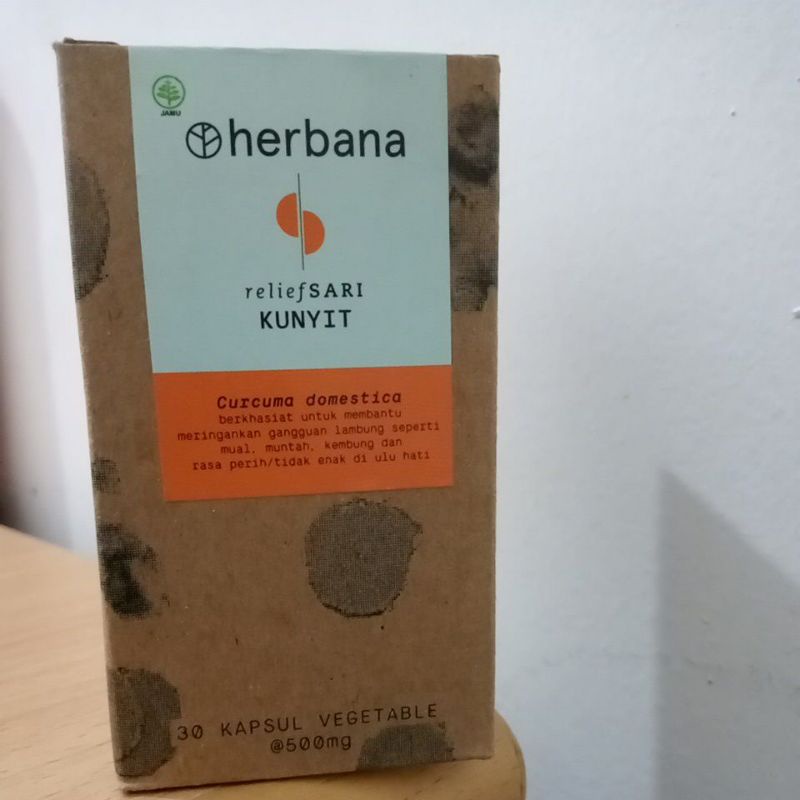 JAMU
herbana
reliefSARI
KUNYIT
Curcuma domestica
berkhasiat untuk membantu
meringankan gangguan lambung seperti
mual, muntah, kembung dan
rasa perih/tidak enak di ulu hati
30 KAPSUL VEGETABLE
@500mg